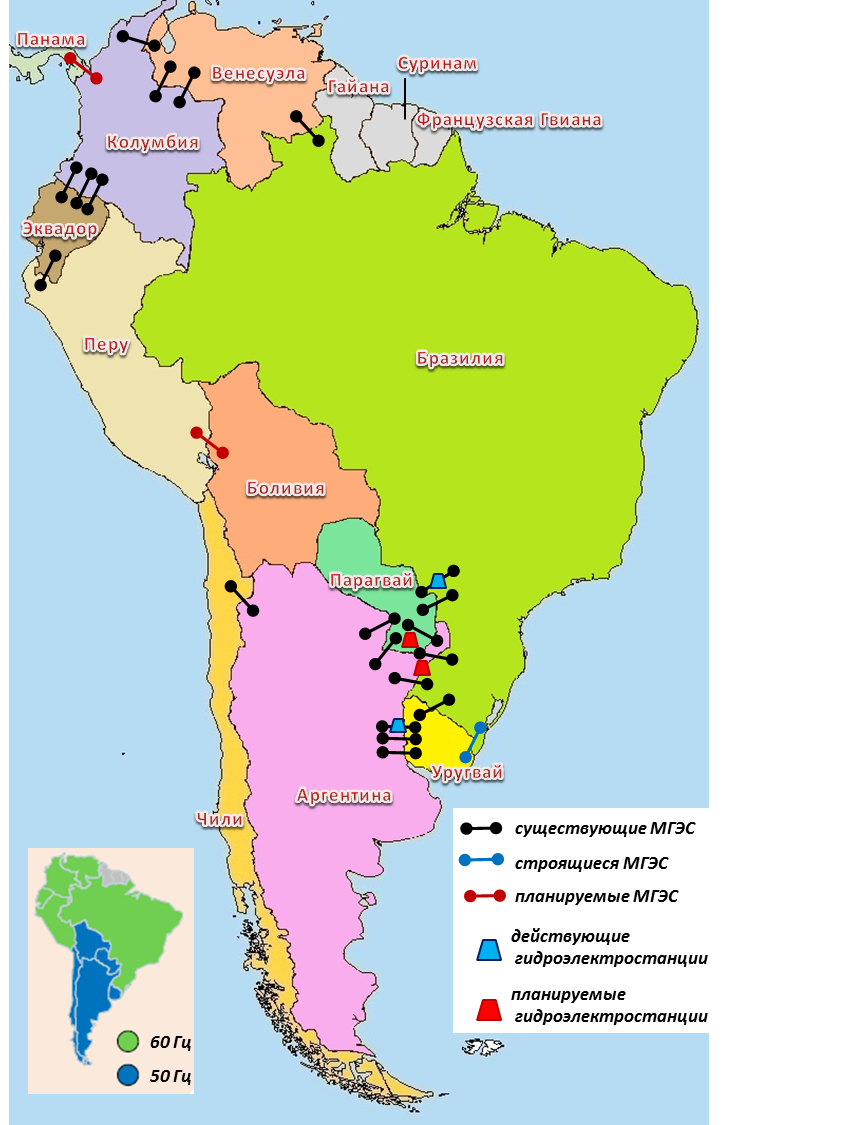 Панама
Венесуэла
Суринам
Гайана
Французская Гвиана
Колумбия
Эквадор
Перу
Бразилия
Боливия
Парагвай
Уругвай
Аргентина
Чили
существующие МГЭС
строящиеся МГЭС
планируемые МГЭС
действующие
гидроэлектростанции
планируемые
гидроэлектростанции
60 Гц
50 Гц